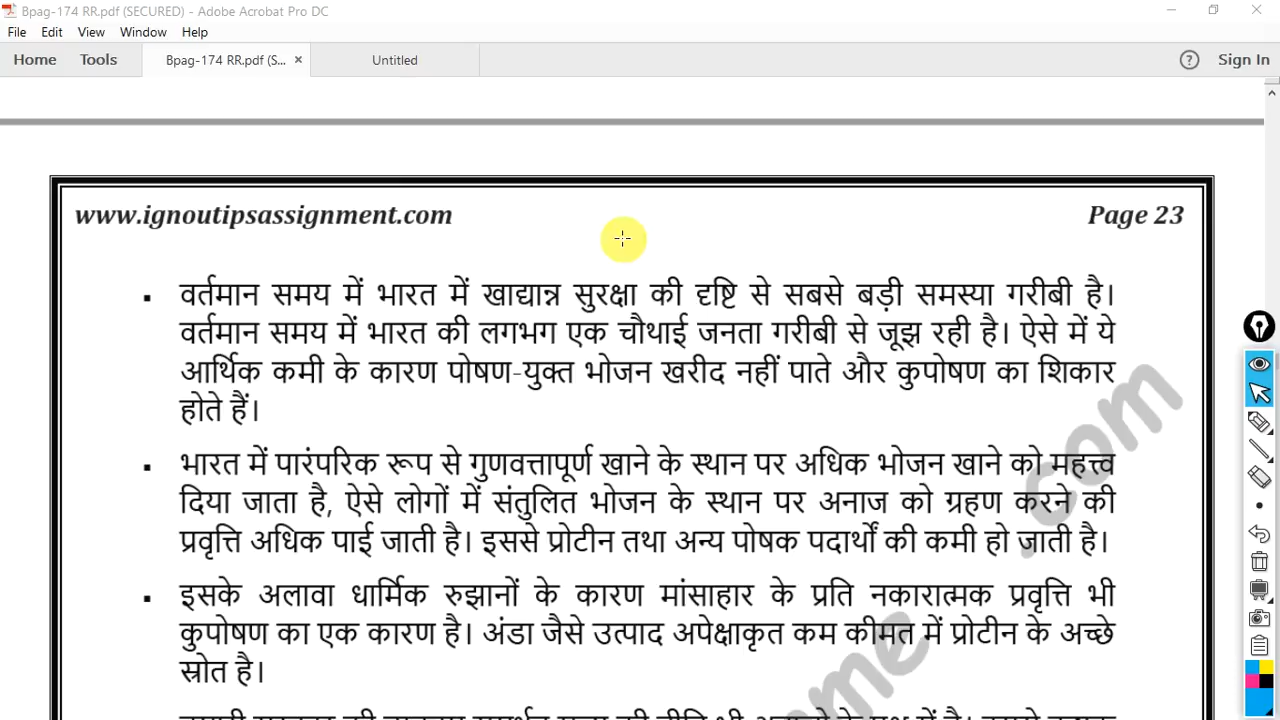 Bpag-174 RR.pdf (SECURED) - Adobe Acrobat Pro DC
File Edit View Window Help
Home Tools Bpag-174 RR.pdf (S... × Untitled ? Sign In
www.ignoutipsassignment.com Page 23
▪ वर्तमान समय में भारत में खाद्यान्न सुरक्षा की दृष्टि से सबसे बड़ी समस्या गरीबी है।
वर्तमान समय में भारत की लगभग एक चौथाई जनता गरीबी से जूझ रही है। ऐसे में ये
आर्थिक कमी के कारण पोषण-युक्त भोजन खरीद नहीं पाते और कुपोषण का शिकार
होते हैं।
▪ भारत में पारंपरिक रूप से गुणवत्तापूर्ण खाने के स्थान पर अधिक भोजन खाने को महत्त्व
दिया जाता है, ऐसे लोगों में संतुलित भोजन के स्थान पर अनाज को ग्रहण करने की
प्रवृत्ति अधिक पाई जाती है। इससे प्रोटीन तथा अन्य पोषक पदार्थों की कमी हो जाती है।
▪ इसके अलावा धार्मिक रुझानों के कारण मांसाहार के प्रति नकारात्मक प्रवृत्ति भी
कुपोषण का एक कारण है। अंडा जैसे उत्पाद अपेक्षाकृत कम कीमत में प्रोटीन के अच्छे
स्रोत है।
.com
me